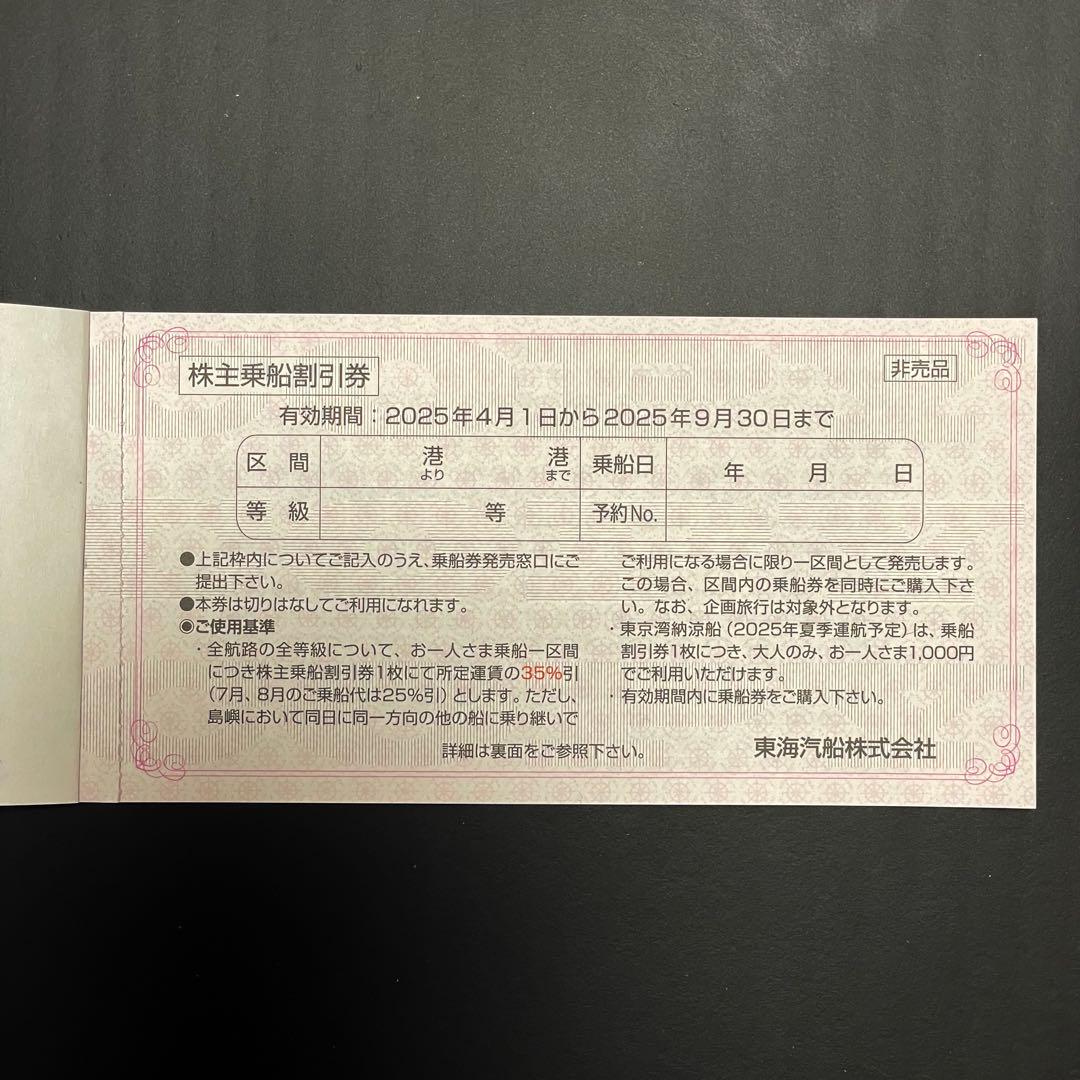 株主乗船割引券
非売品
有効期間：2025年4月1日から2025年9月30日まで
区間 港より 港まで 乗船日 年 月 日
等級 等 予約No.
●上記枠内についてご記入のうえ、乗船券発売窓口にご
提出下さい。
●本券は切りはなしてご利用になれます。
◉ご使用基準
・全航路の全等級について、お一人さま乗船一区間
につき株主乗船割引券1枚にて所定運賃の35%引
（7月、8月のご乗船代は25%引）とします。ただし、
島嶼において同日に同一方向の他の船に乗り継いで
ご利用になる場合に限り一区間として発売します。
この場合、区間内の乗船券を同時にご購入下さ
い。なお、企画旅行は対象外となります。
・東京湾納涼船（2025年夏季運航予定）は、乗船
割引券1枚につき、大人のみ、お一人さま1,000円
でご利用いただけます。
・有効期間内に乗船券をご購入下さい。
詳細は裏面をご参照下さい。
東海汽船株式会社